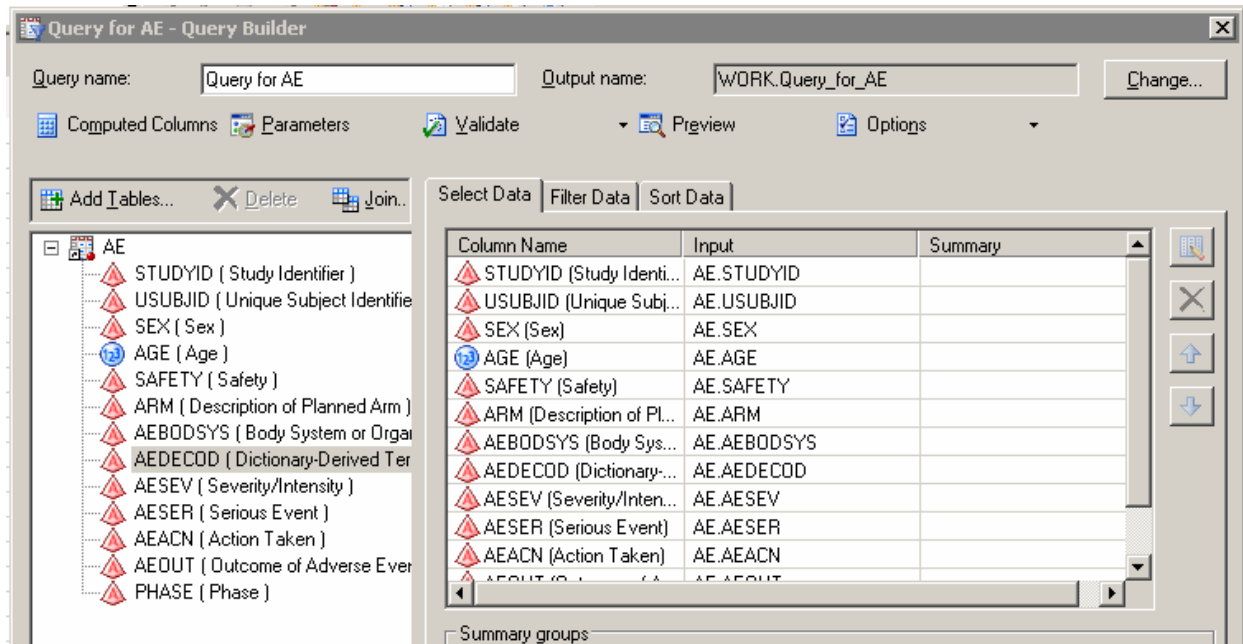 Query for AE - Query Builder
Query name: Query for AE Output name: WORK.Query_for_AE Change...
Computed Columns Parameters Validate Preview Options
Add Tables... Delete Join..
Select Data Filter Data Sort Data
AE
STUDYID ( Study Identifier )
USUBJID ( Unique Subject Identifie
SEX ( Sex )
AGE ( Age )
SAFETY ( Safety )
ARM ( Description of Planned Arm )
AEBODSYS ( Body System or Orga
AEDECOD ( Dictionary-Derived Ter
AESEV ( Severity/Intensity )
AESER ( Serious Event )
AEACN ( Action Taken )
AEOUT ( Outcome of Adverse Ever
PHASE ( Phase )
Column Name Input Summary
STUDYID (Study Identi... AE.STUDYID
USUBJID (Unique Subj... AE.USUBJID
SEX (Sex) AE.SEX
AGE (Age) AE.AGE
SAFETY (Safety) AE.SAFETY
ARM (Description of Pl... AE.ARM
AEBODSYS (Body Sys... AE.AEBODSYS
AEDECOD (Dictionary-... AE.AEDECOD
AESEV (Severity/Inten... AE.AESEV
AESER (Serious Event) AE.AESER
AEACN (Action Taken) AE.AEACN
Summary groups